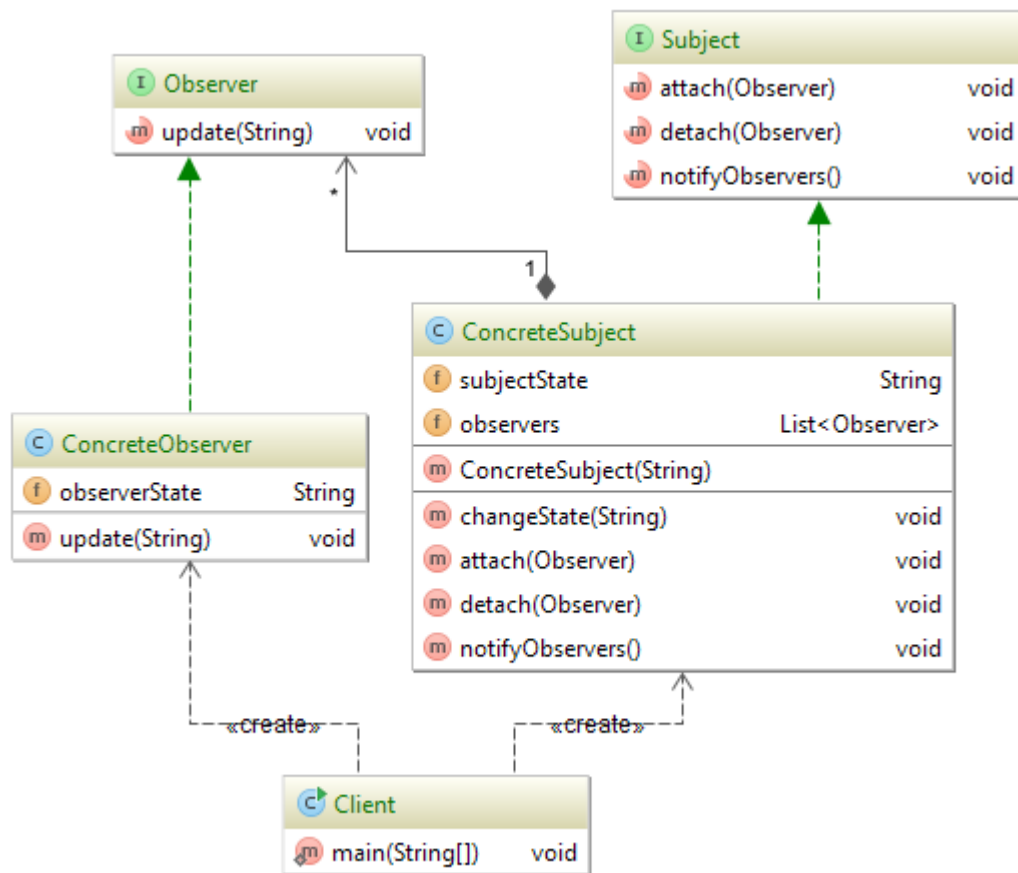 I Observer
m update(String) void
I Subject
m attach(Observer) void
m detach(Observer) void
m notifyObservers() void
*
1
C ConcreteSubject
f subjectState String
f observers List<Observer>
m ConcreteSubject(String)
m changeState(String) void
m attach(Observer) void
m detach(Observer) void
m notifyObservers() void
C ConcreteObserver
f observerState String
m update(String) void
«create»
«create»
C Client
m main(String[]) void